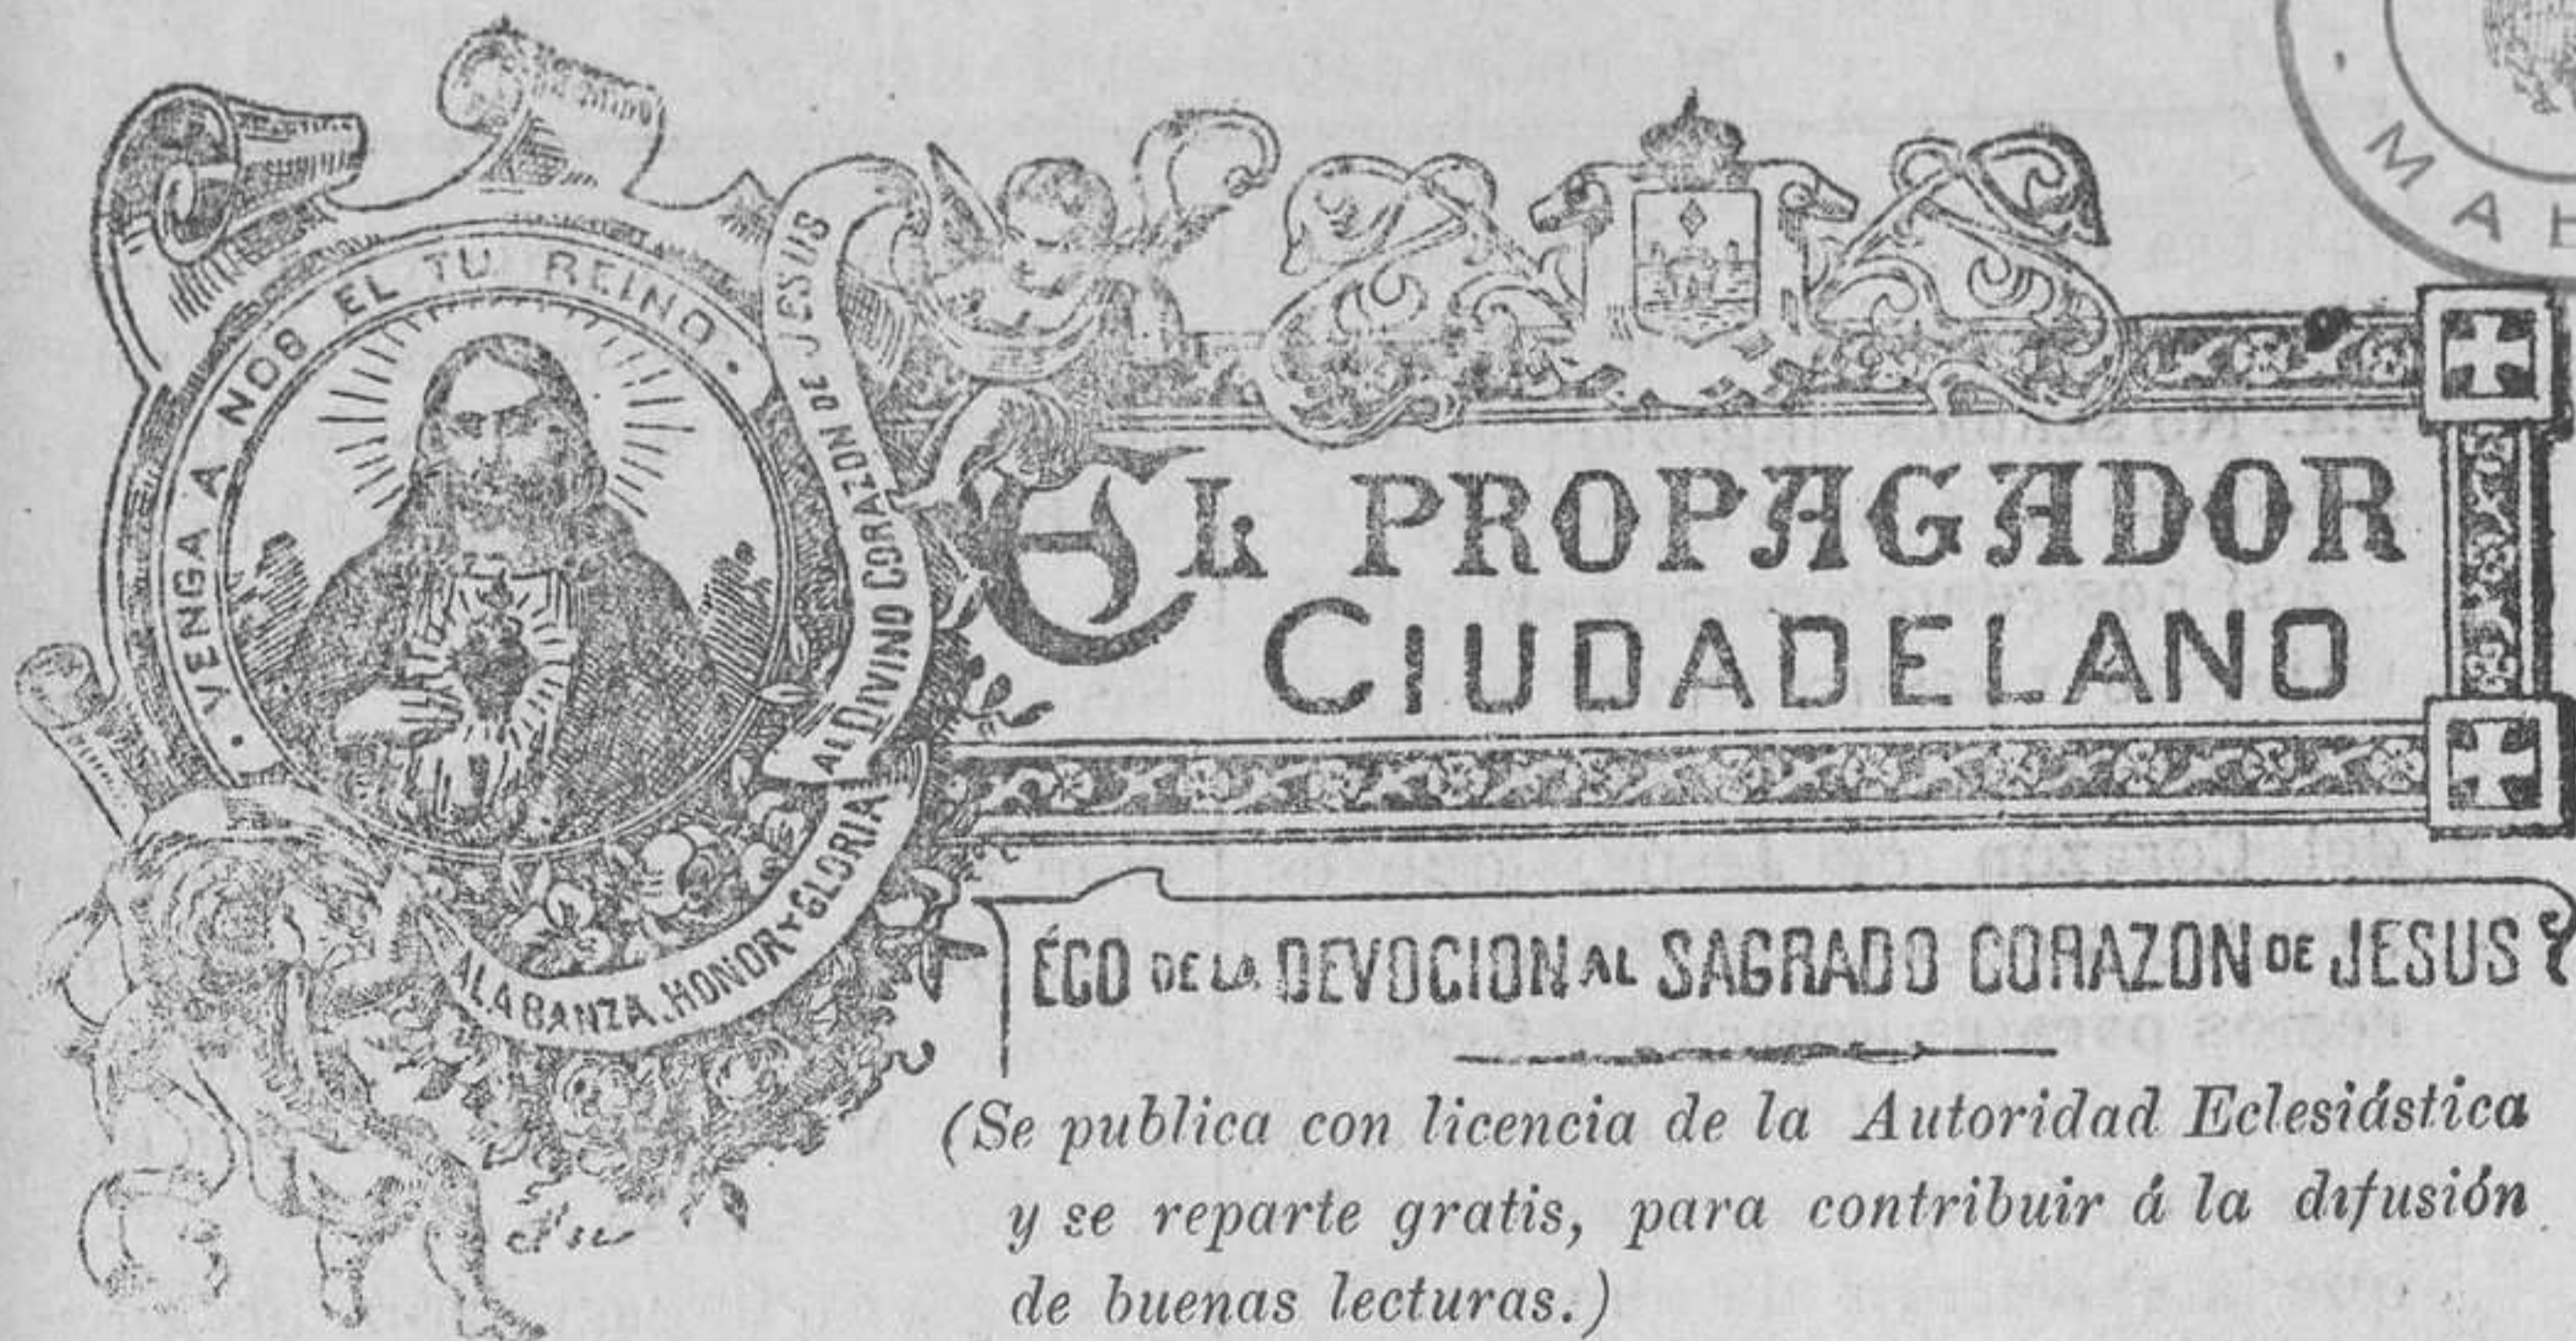 VENGA A NOS EL TU REINO
AL DIVINO CORAZON DE JESUS
ALABANZA, HONOR Y GLORIA
EL PROPAGADOR
CIUDADELANO
ÉCO DE LA DEVOCION AL SAGRADO CORAZON DE JESUS
(Se publica con licencia de la Autoridad Eclesiástica
y se reparte gratis, para contribuir á la difusión
de buenas lecturas.)